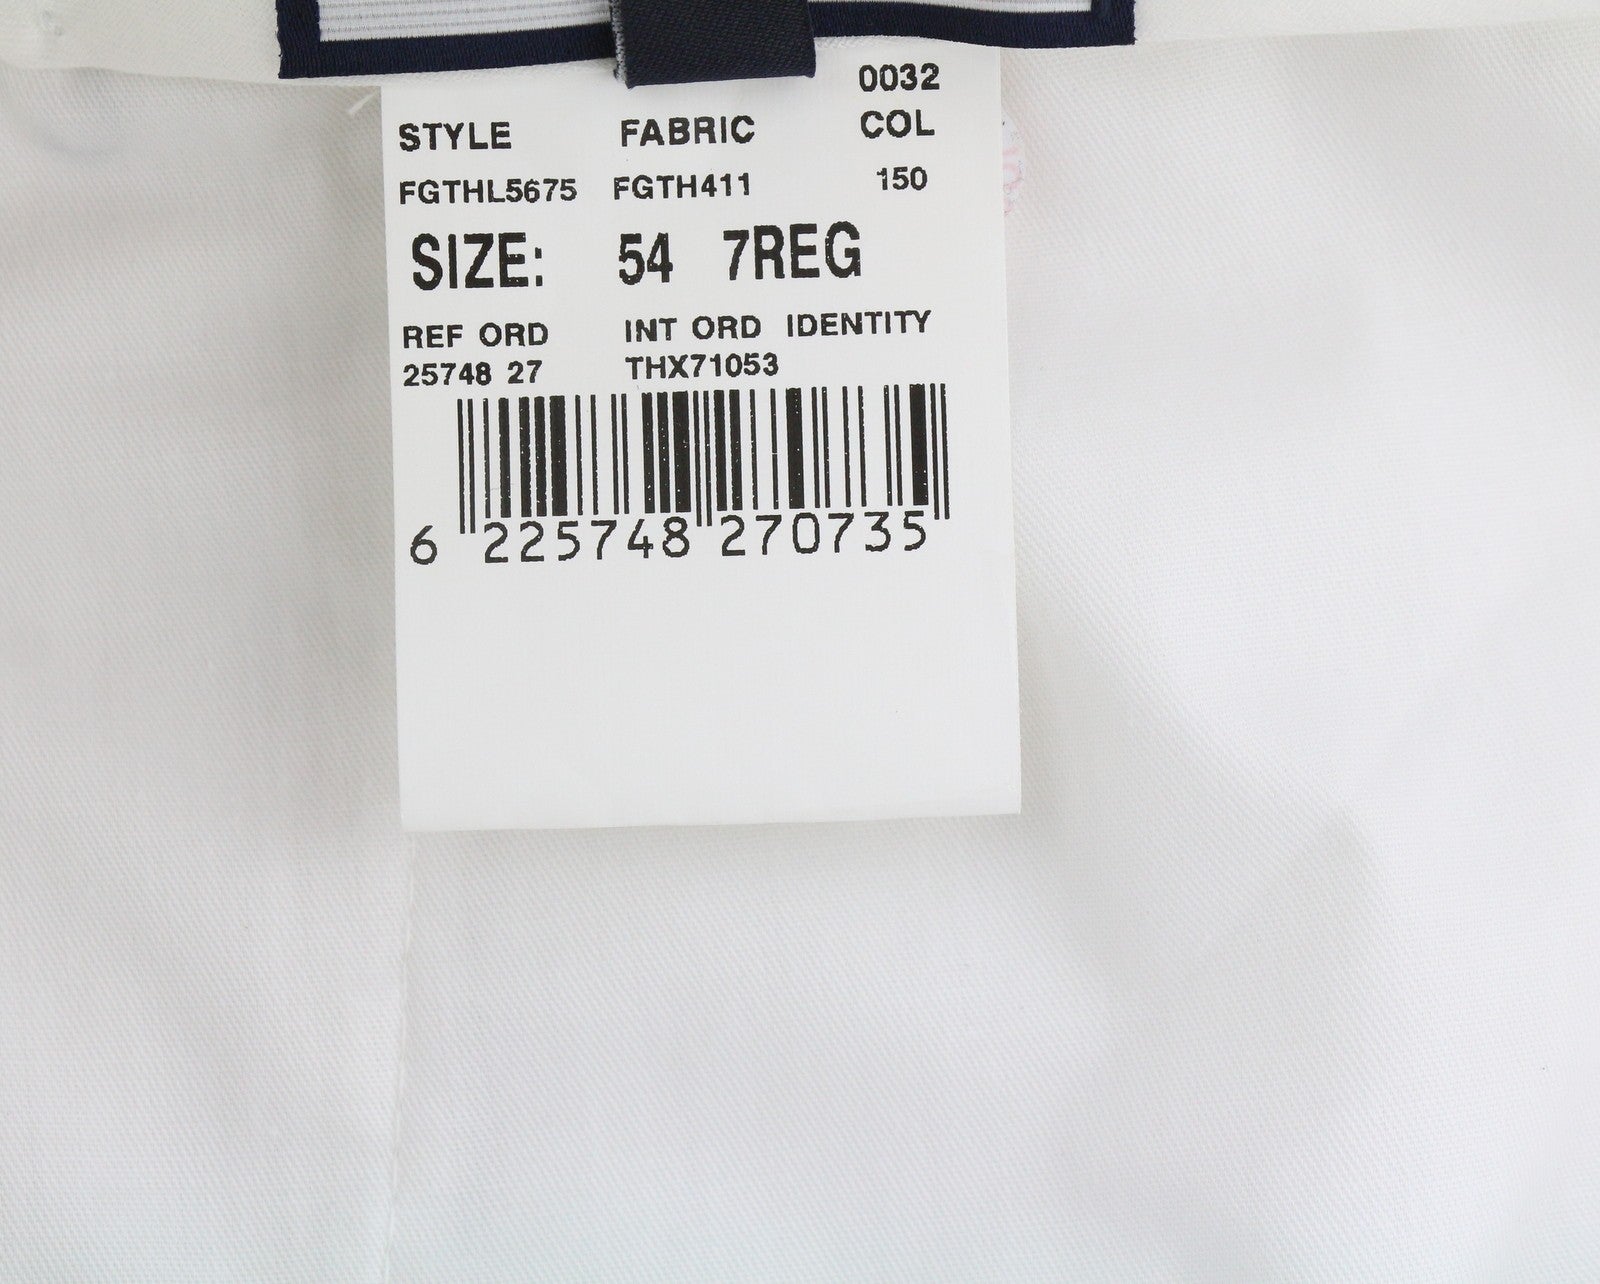 0032
STYLE FABRIC COL
FGTHL5675 FGTH411 150
SIZE: 54 7REG
REF ORD INT ORD IDENTITY
25748 27 THX71053
6 225748 270735